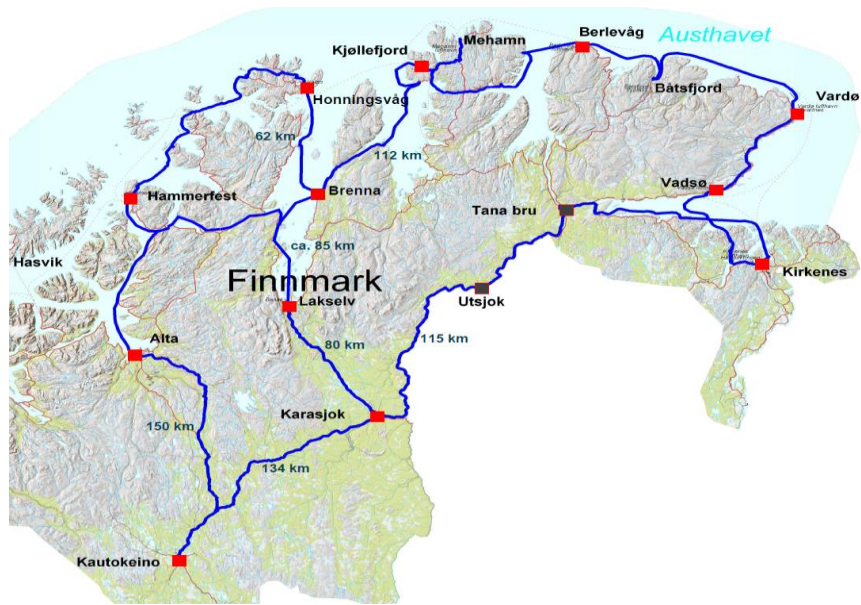 Mehamn
Berlevåg
Austhavet
Kjøllefjord
Båtsfjord
Vardø
Honningsvåg
62 km
112 km
Hammerfest
Brenna
Vadsø
Tana bru
ca. 85 km
Hasvik
Finnmark
Kirkenes
Lakselv
Utsjok
Alta
80 km
115 km
Karasjok
150 km
134 km
Kautokeino